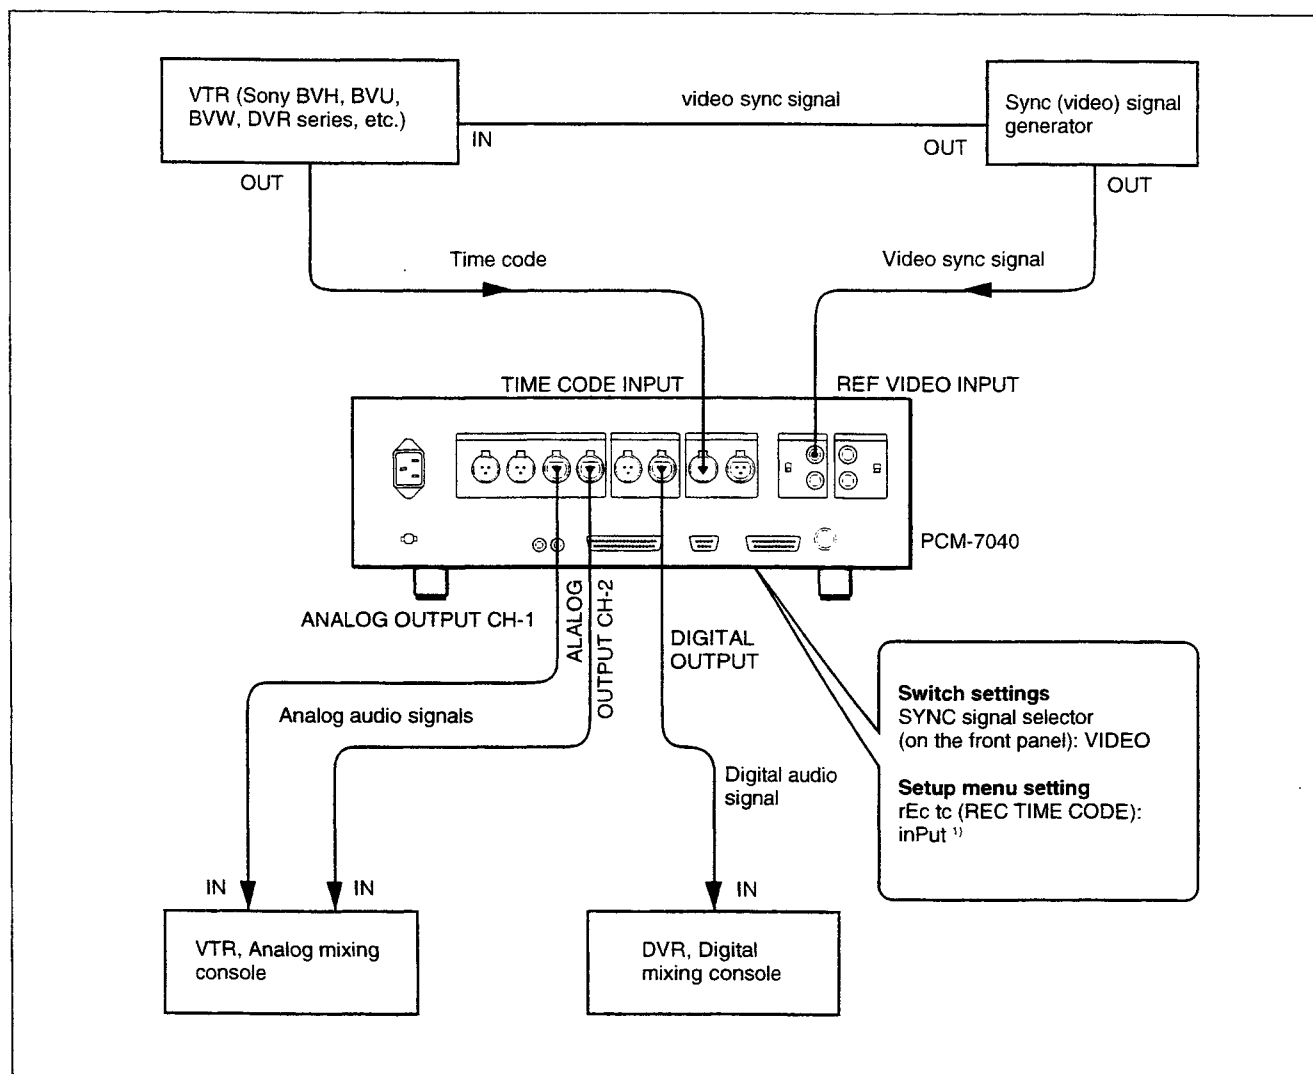 VTR (Sony BVH, BVU,
BVW, DVR series, etc.)
video sync signal
Sync (video) signal
generator
IN
OUT
OUT
OUT
Time code
Video sync signal
TIME CODE INPUT
REF VIDEO INPUT
PCM-7040
ANALOG OUTPUT CH-1
ALALOG
OUTPUT CH-2
DIGITAL
OUTPUT
Switch settings
SYNC signal selector
(on the front panel): VIDEO
Setup menu setting
rEc tc (REC TIME CODE):
inPut 1)
Analog audio signals
Digital audio
signal
IN
IN
IN
VTR, Analog mixing
console
DVR, Digital
mixing console